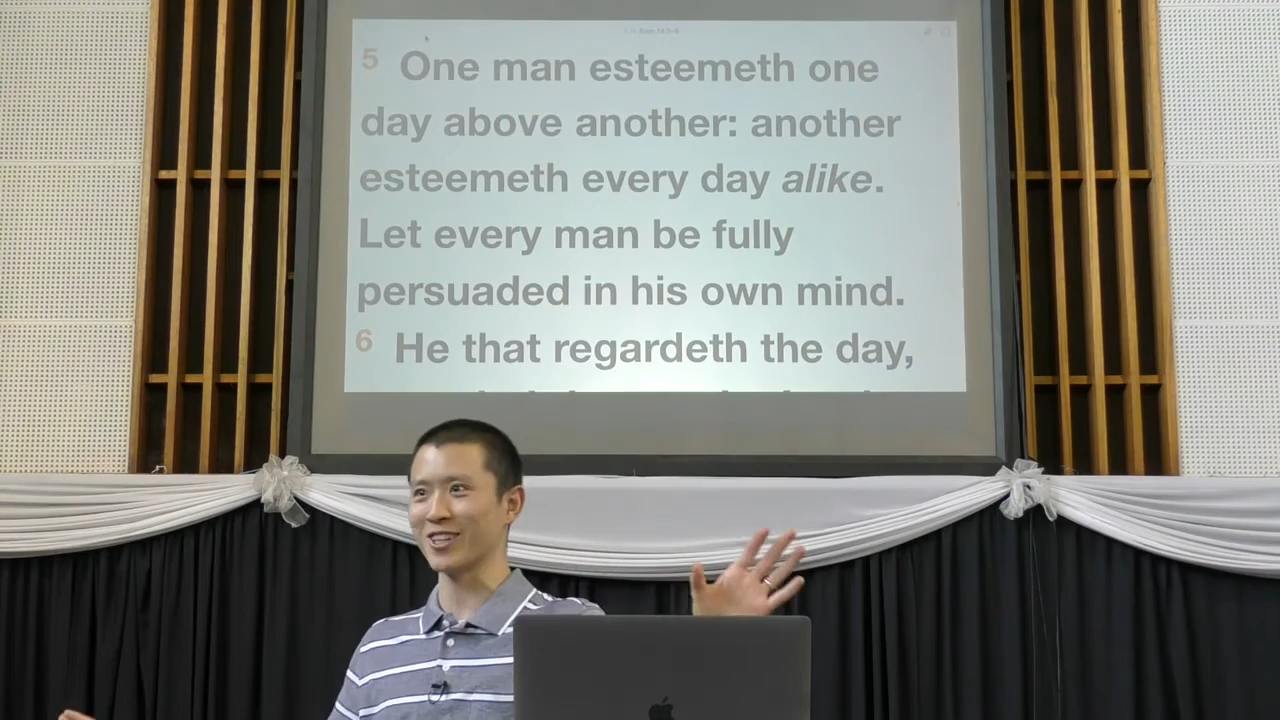 5 One man esteemeth one
day above another: another
esteemeth every day alike.
Let every man be fully
persuaded in his own mind.
6 He that regardeth the day,